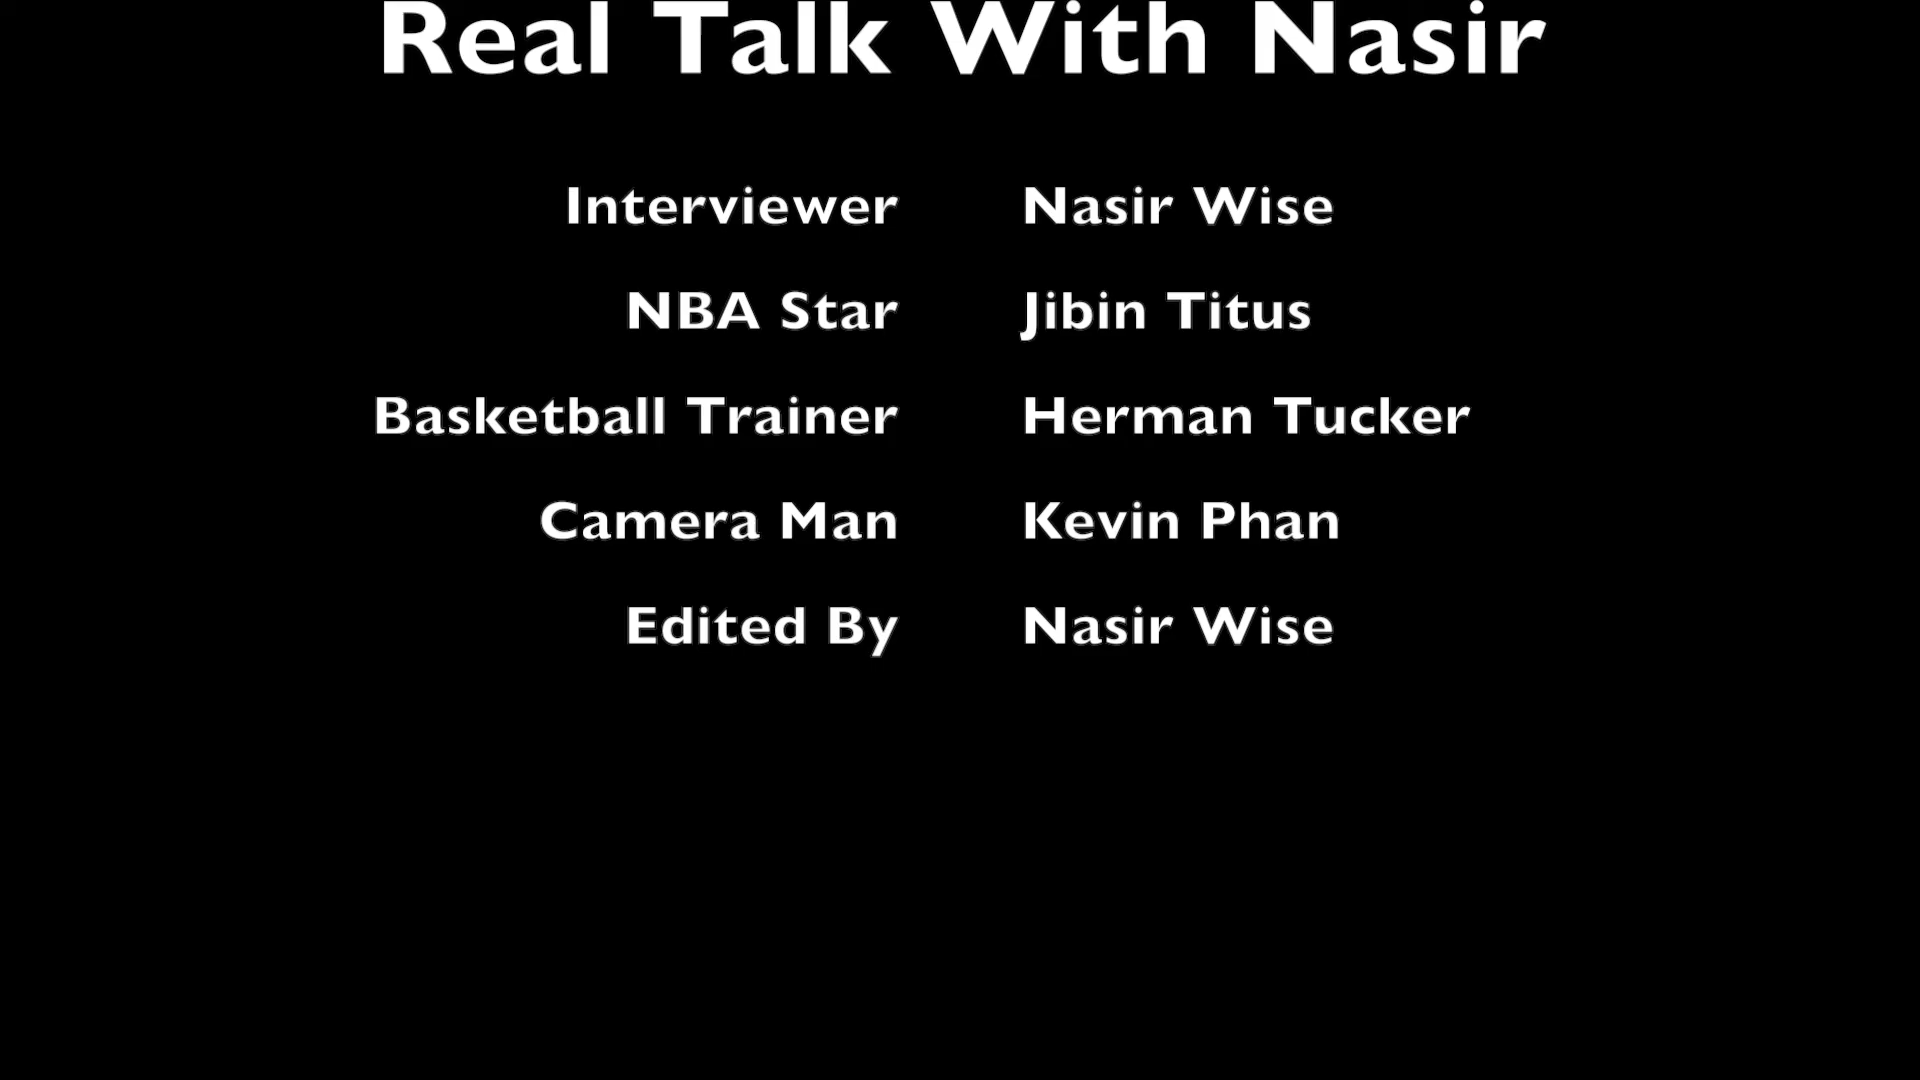 Real Talk With Nasir
Interviewer Nasir Wise
NBA Star Jibin Titus
Basketball Trainer Herman Tucker
Camera Man Kevin Phan
Edited By Nasir Wise